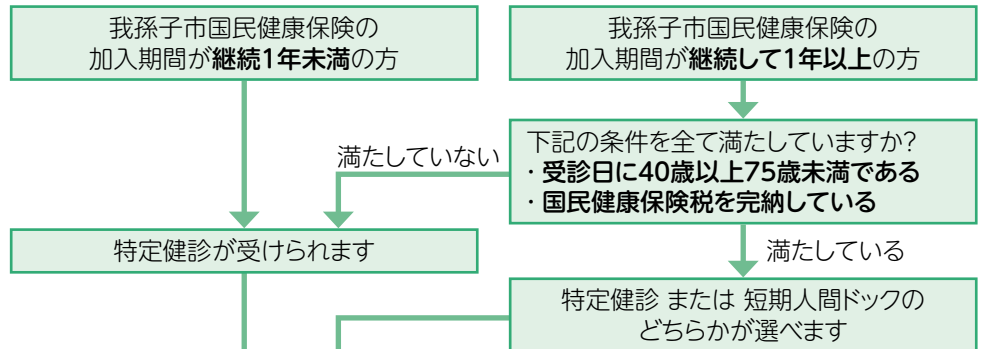 我孫子市国民健康保険の
加入期間が継続1年未満の方
我孫子市国民健康保険の
加入期間が継続して1年以上の方
下記の条件を全て満たしていますか?
・受診日に40歳以上75歳未満である
・国民健康保険税を完納している
満たしていない
特定健診が受けられます
満たしている
特定健診 または 短期人間ドックの
どちらかが選べます